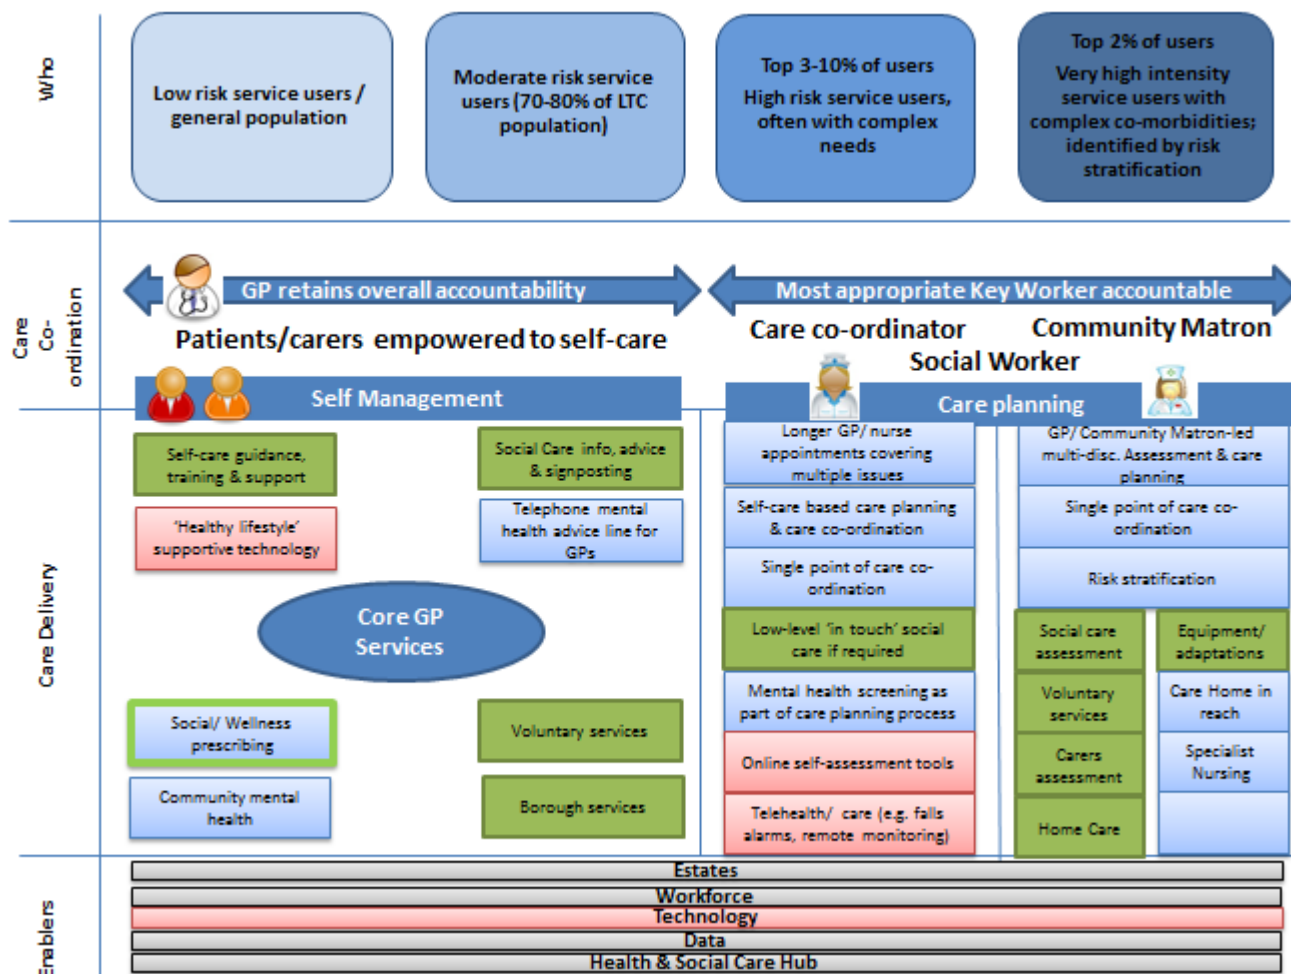 Who
Low risk service users /
general population
Moderate risk service
users (70-80% of LTC
population)
Top 3-10% of users
High risk service users,
often with complex
needs
Top 2% of users
Very high intensity
service users with
complex co-morbidities;
identified by risk
stratification
Care
Co-
ordination
GP retains overall accountability
Most appropriate Key Worker accountable
Patients/carers empowered to self-care
Care co-ordinator
Community Matron
Social Worker
Self Management
Care planning
Care Delivery
Self-care guidance,
training & support
Social Care info, advice
& signposting
'Healthy lifestyle'
supportive technology
Telephone mental
health advice line for
GPs
Core GP
Services
Social/ Wellness
prescribing
Voluntary services
Community mental
health
Borough services
Longer GP/ nurse
appointments covering
multiple issues
Self-care based care planning
& care co-ordination
Single point of care co-
ordination
Low-level 'in touch' social
care if required
Mental health screening as
part of care planning process
Online self-assessment tools
Telehealth/ care (e.g. falls
alarms, remote monitoring)
GP/ Community Matron-led
multi-disc. Assessment & care
planning
Single point of care co-
ordination
Risk stratification
Social care
assessment
Equipment/
adaptations
Voluntary
services
Care Home in
reach
Carers
assessment
Specialist
Nursing
Home Care
Enablers
Estates
Workforce
Technology
Data
Health & Social Care Hub